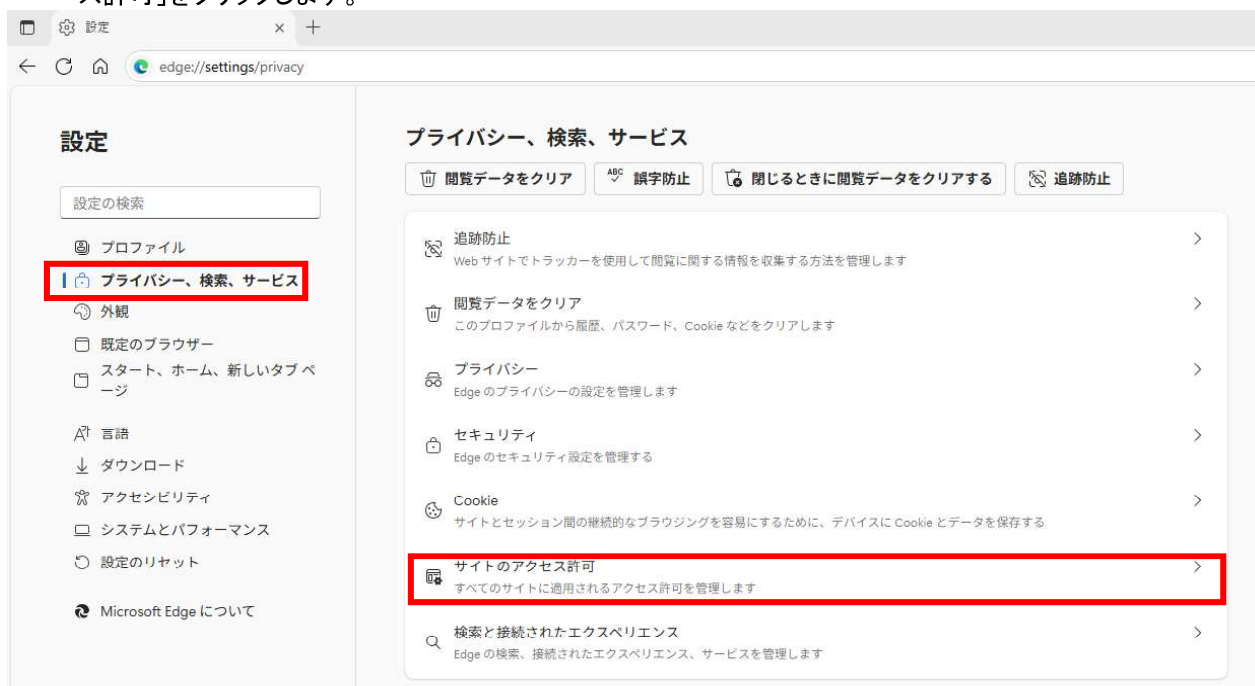 ス許可」をクリックします。
設定
edge://settings/privacy
設定
設定の検索
プロファイル
プライバシー、検索、サービス
外観
既定のブラウザー
スタート、ホーム、新しいタブ ペ
ージ
言語
ダウンロード
アクセシビリティ
システムとパフォーマンス
設定のリセット
Microsoft Edge について
プライバシー、検索、サービス
閲覧データをクリア
ABC 誤字防止
閉じるときに閲覧データをクリアする
追跡防止
追跡防止
Web サイトでトラッカーを使用して閲覧に関する情報を収集する方法を管理します
閲覧データをクリア
このプロファイルから履歴、パスワード、Cookie などをクリアします
プライバシー
Edge のプライバシーの設定を管理します
セキュリティ
Edge のセキュリティ設定を管理する
Cookie
サイトとセッション間の継続的なブラウジングを容易にするために、デバイスに Cookie とデータを保存する
サイトのアクセス許可
すべてのサイトに適用されるアクセス許可を管理します
検索と接続されたエクスペリエンス
Edge の検索、接続されたエクスペリエンス、サービスを管理します